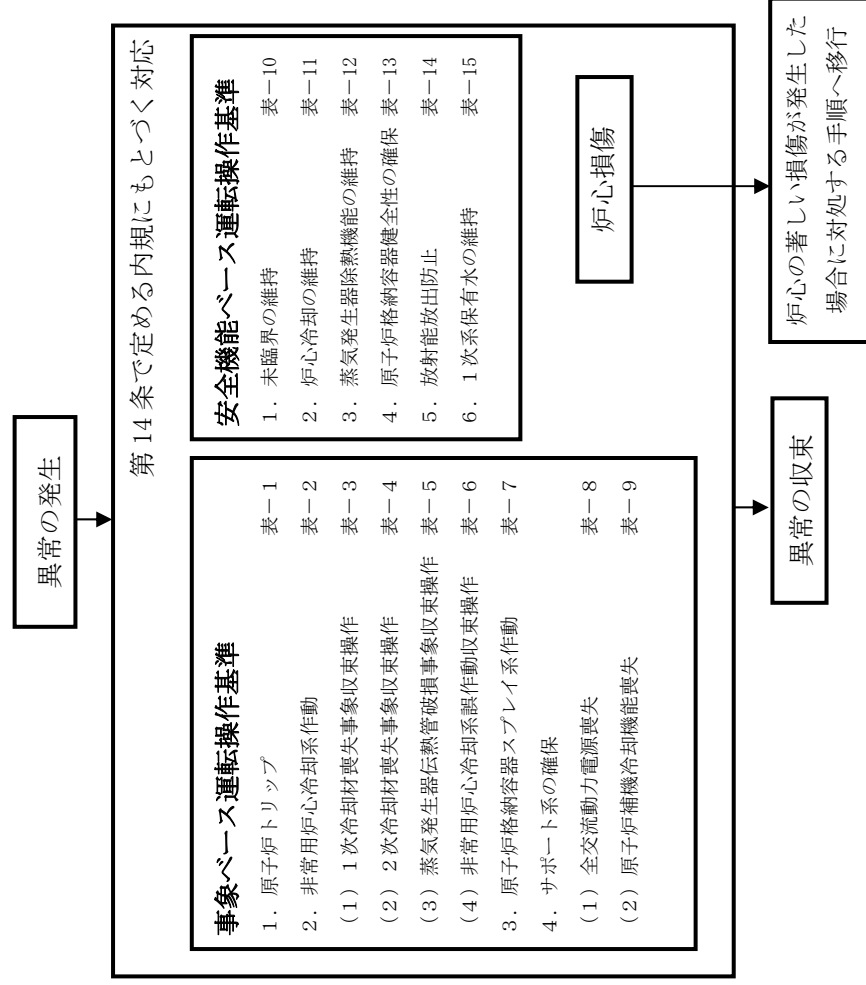 異常の発生
第14条で定める内規にもとづく対応
事象ベース運転操作基準
1．原子炉トリップ 表－1
2．非常用炉心冷却系作動 表－2
(1) 1次冷却材喪失事象収束操作 表－3
(2) 2次冷却材喪失事象収束操作 表－4
(3) 蒸気発生器伝熱管破損事象収束操作 表－5
(4) 非常用炉心冷却系誤作動収束操作 表－6
3．原子炉格納容器スプレイ系作動 表－7
4．サポート系の確保
(1) 全交流動力電源喪失 表－8
(2) 原子炉補機冷却機能喪失 表－9
安全機能ベース運転操作基準
1．未臨界の維持 表－10
2．炉心冷却の維持 表－11
3．蒸気発生器除熱機能の維持 表－12
4．原子炉格納容器健全性の確保 表－13
5．放射能放出防止 表－14
6．1次系保有水の維持 表－15
炉心損傷
異常の収束
炉心の著しい損傷が発生した
場合に対処する手順へ移行